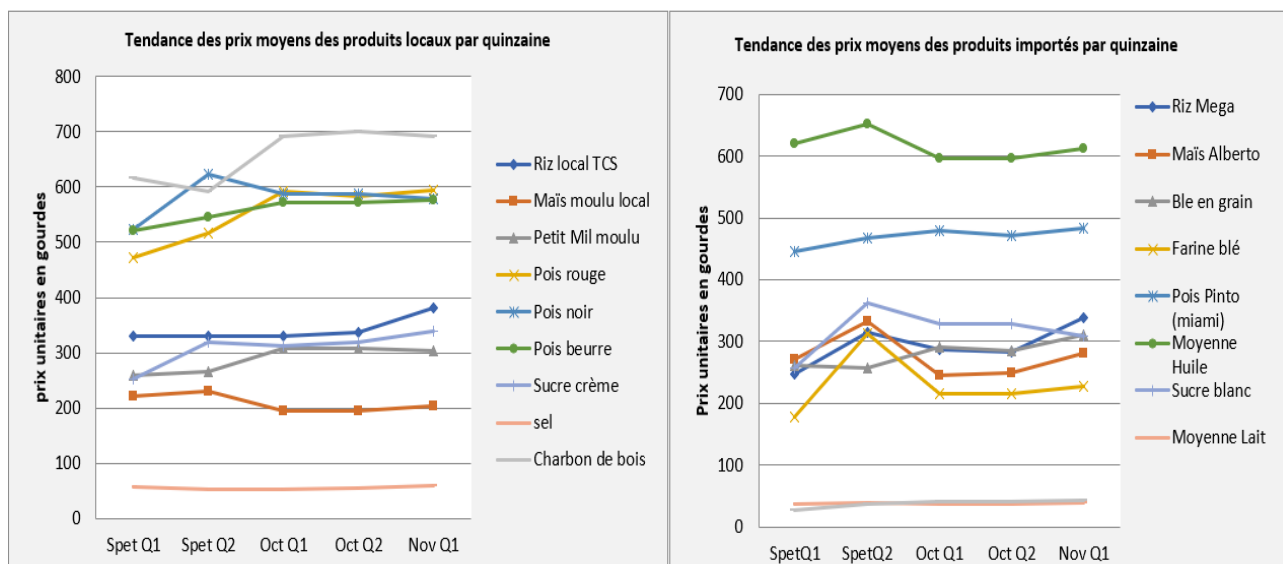 Tendance des prix moyens des produits locaux par quinzaine
prix unitaires en gourdes
800
700
600
500
400
300
200
100
0
Spet Q1 Spet Q2 Oct Q1 Oct Q2 Nov Q1
Riz local TCS
Maïs moulu local
Petit Mil moulu
Pois rouge
Pois noir
Pois beurre
Sucre crème
sel
Charbon de bois
Tendance des prix moyens des produits importés par quinzaine
Prix unitaires en gourdes
700
600
500
400
300
200
100
0
SpetQ1 SpetQ2 Oct Q1 Oct Q2 Nov Q1
Riz Mega
Maïs Alberto
Ble en grain
Farine blé
Pois Pinto
(miami)
Moyenne
Huile
Sucre blanc
Moyenne Lait